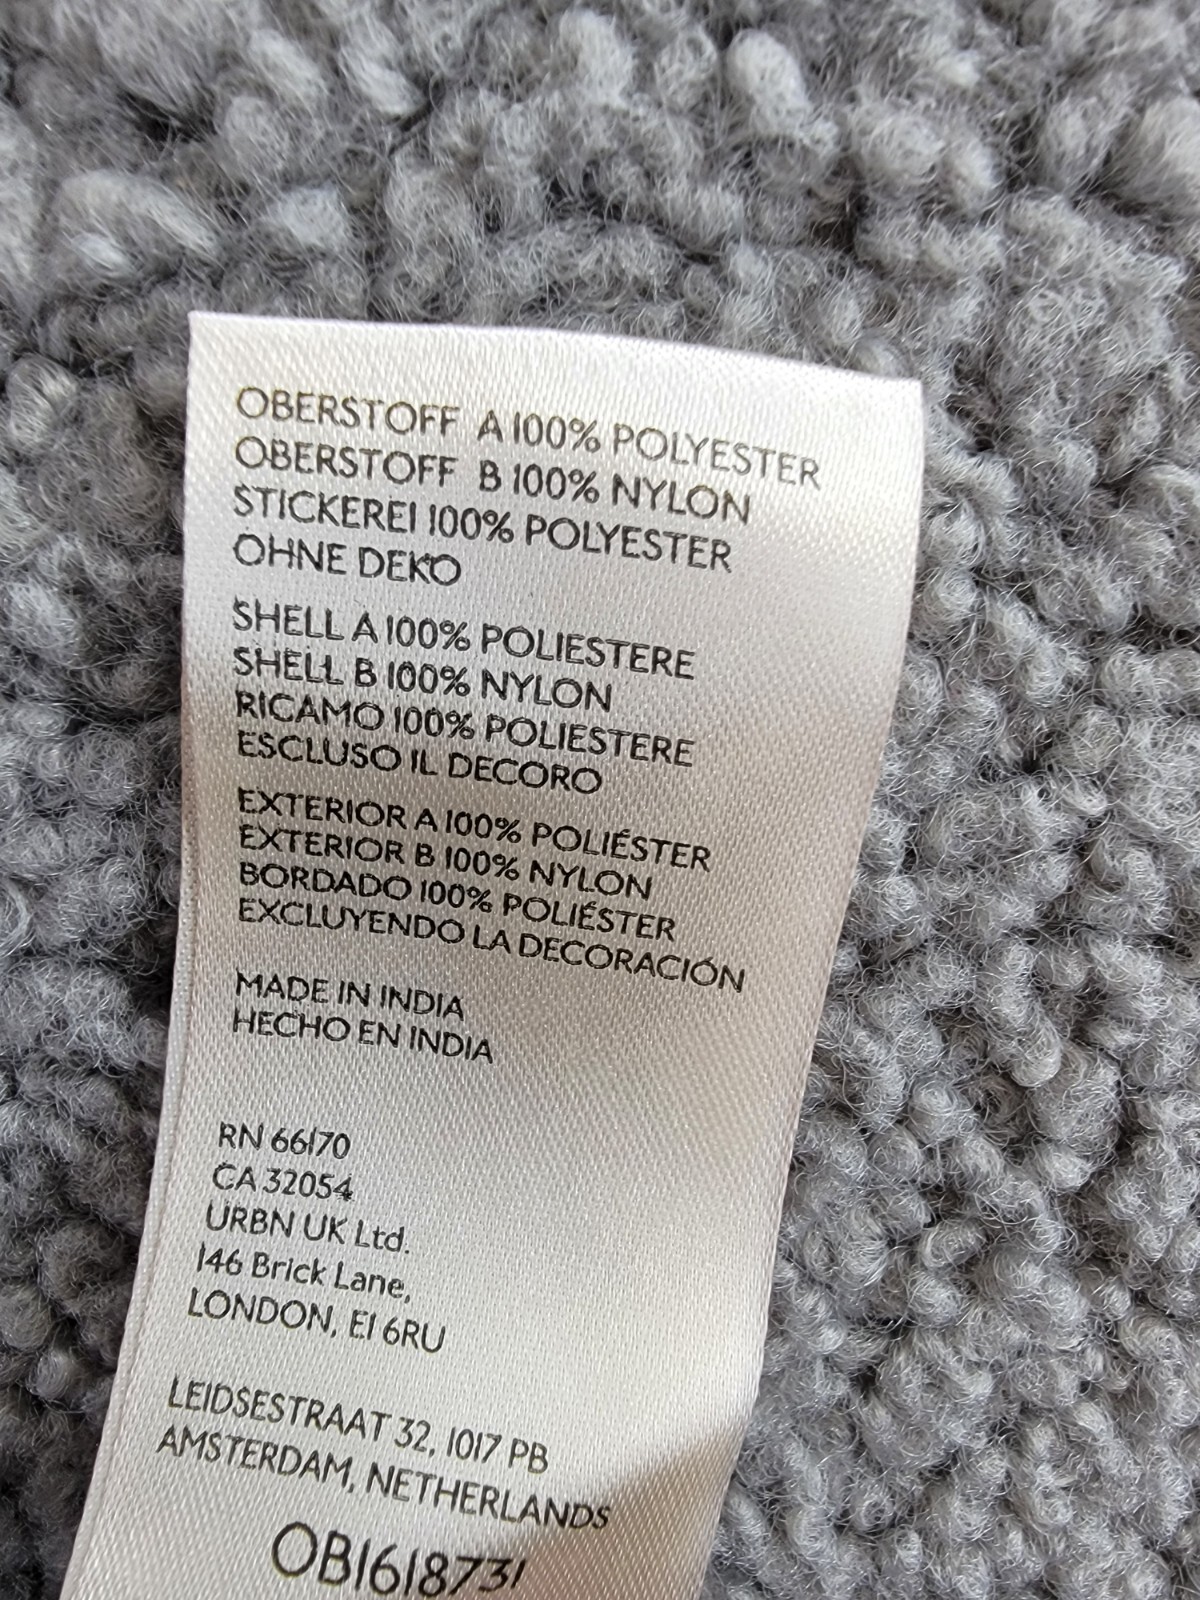 OBERSTOFF A 100% POLYESTER
OBERSTOFF B 100% NYLON
STICKEREI 100% POLYESTER
OHNE DEKO
SHELL A 100% POLIESTERE
SHELL B 100% NYLON
RICAMO 100% POLIESTERE
ESCLUSO IL DECORO
EXTERIOR A 100% POLIÉSTER
EXTERIOR B 100% NYLON
BORDADO 100% POLIÉSTER
EXCLUYENDO LA DECORACIÓN
MADE IN INDIA
HECHO EN INDIA
RN 66170
CA 32054
URBN UK Ltd.
146 Brick Lane,
LONDON, E1 6RU
LEIDSESTRAAT 32, 1017 PB
AMSTERDAM, NETHERLANDS
OB1618731